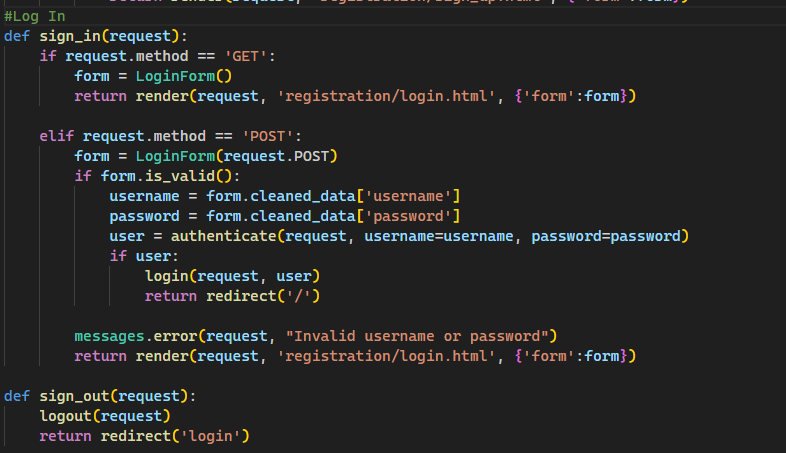 #Log In
def sign_in(request):
    if request.method == 'GET':
        form = LoginForm()
        return render(request, 'registration/login.html', {'form':form})

    elif request.method == 'POST':
        form = LoginForm(request.POST)
        if form.is_valid():
            username = form.cleaned_data['username']
            password = form.cleaned_data['password']
            user = authenticate(request, username=username, password=password)
            if user:
                login(request, user)
                return redirect('/')

        messages.error(request, "Invalid username or password")
        return render(request, 'registration/login.html', {'form':form})

def sign_out(request):
    logout(request)
    return redirect('login')